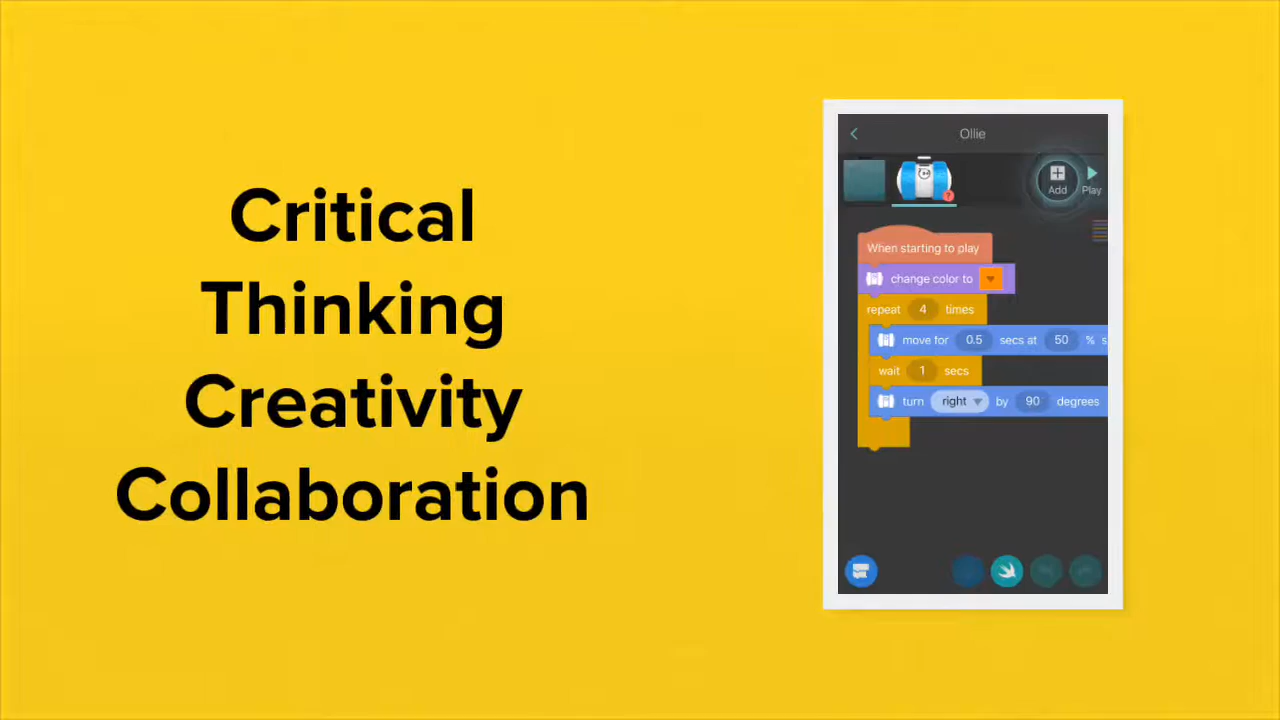 Critical
Thinking
Creativity
Collaboration
Ollie
Add
Play
When starting to play
change color to
repeat 4 times
move for 0.5 secs at 50 % s
wait 1 secs
turn right by 90 degrees